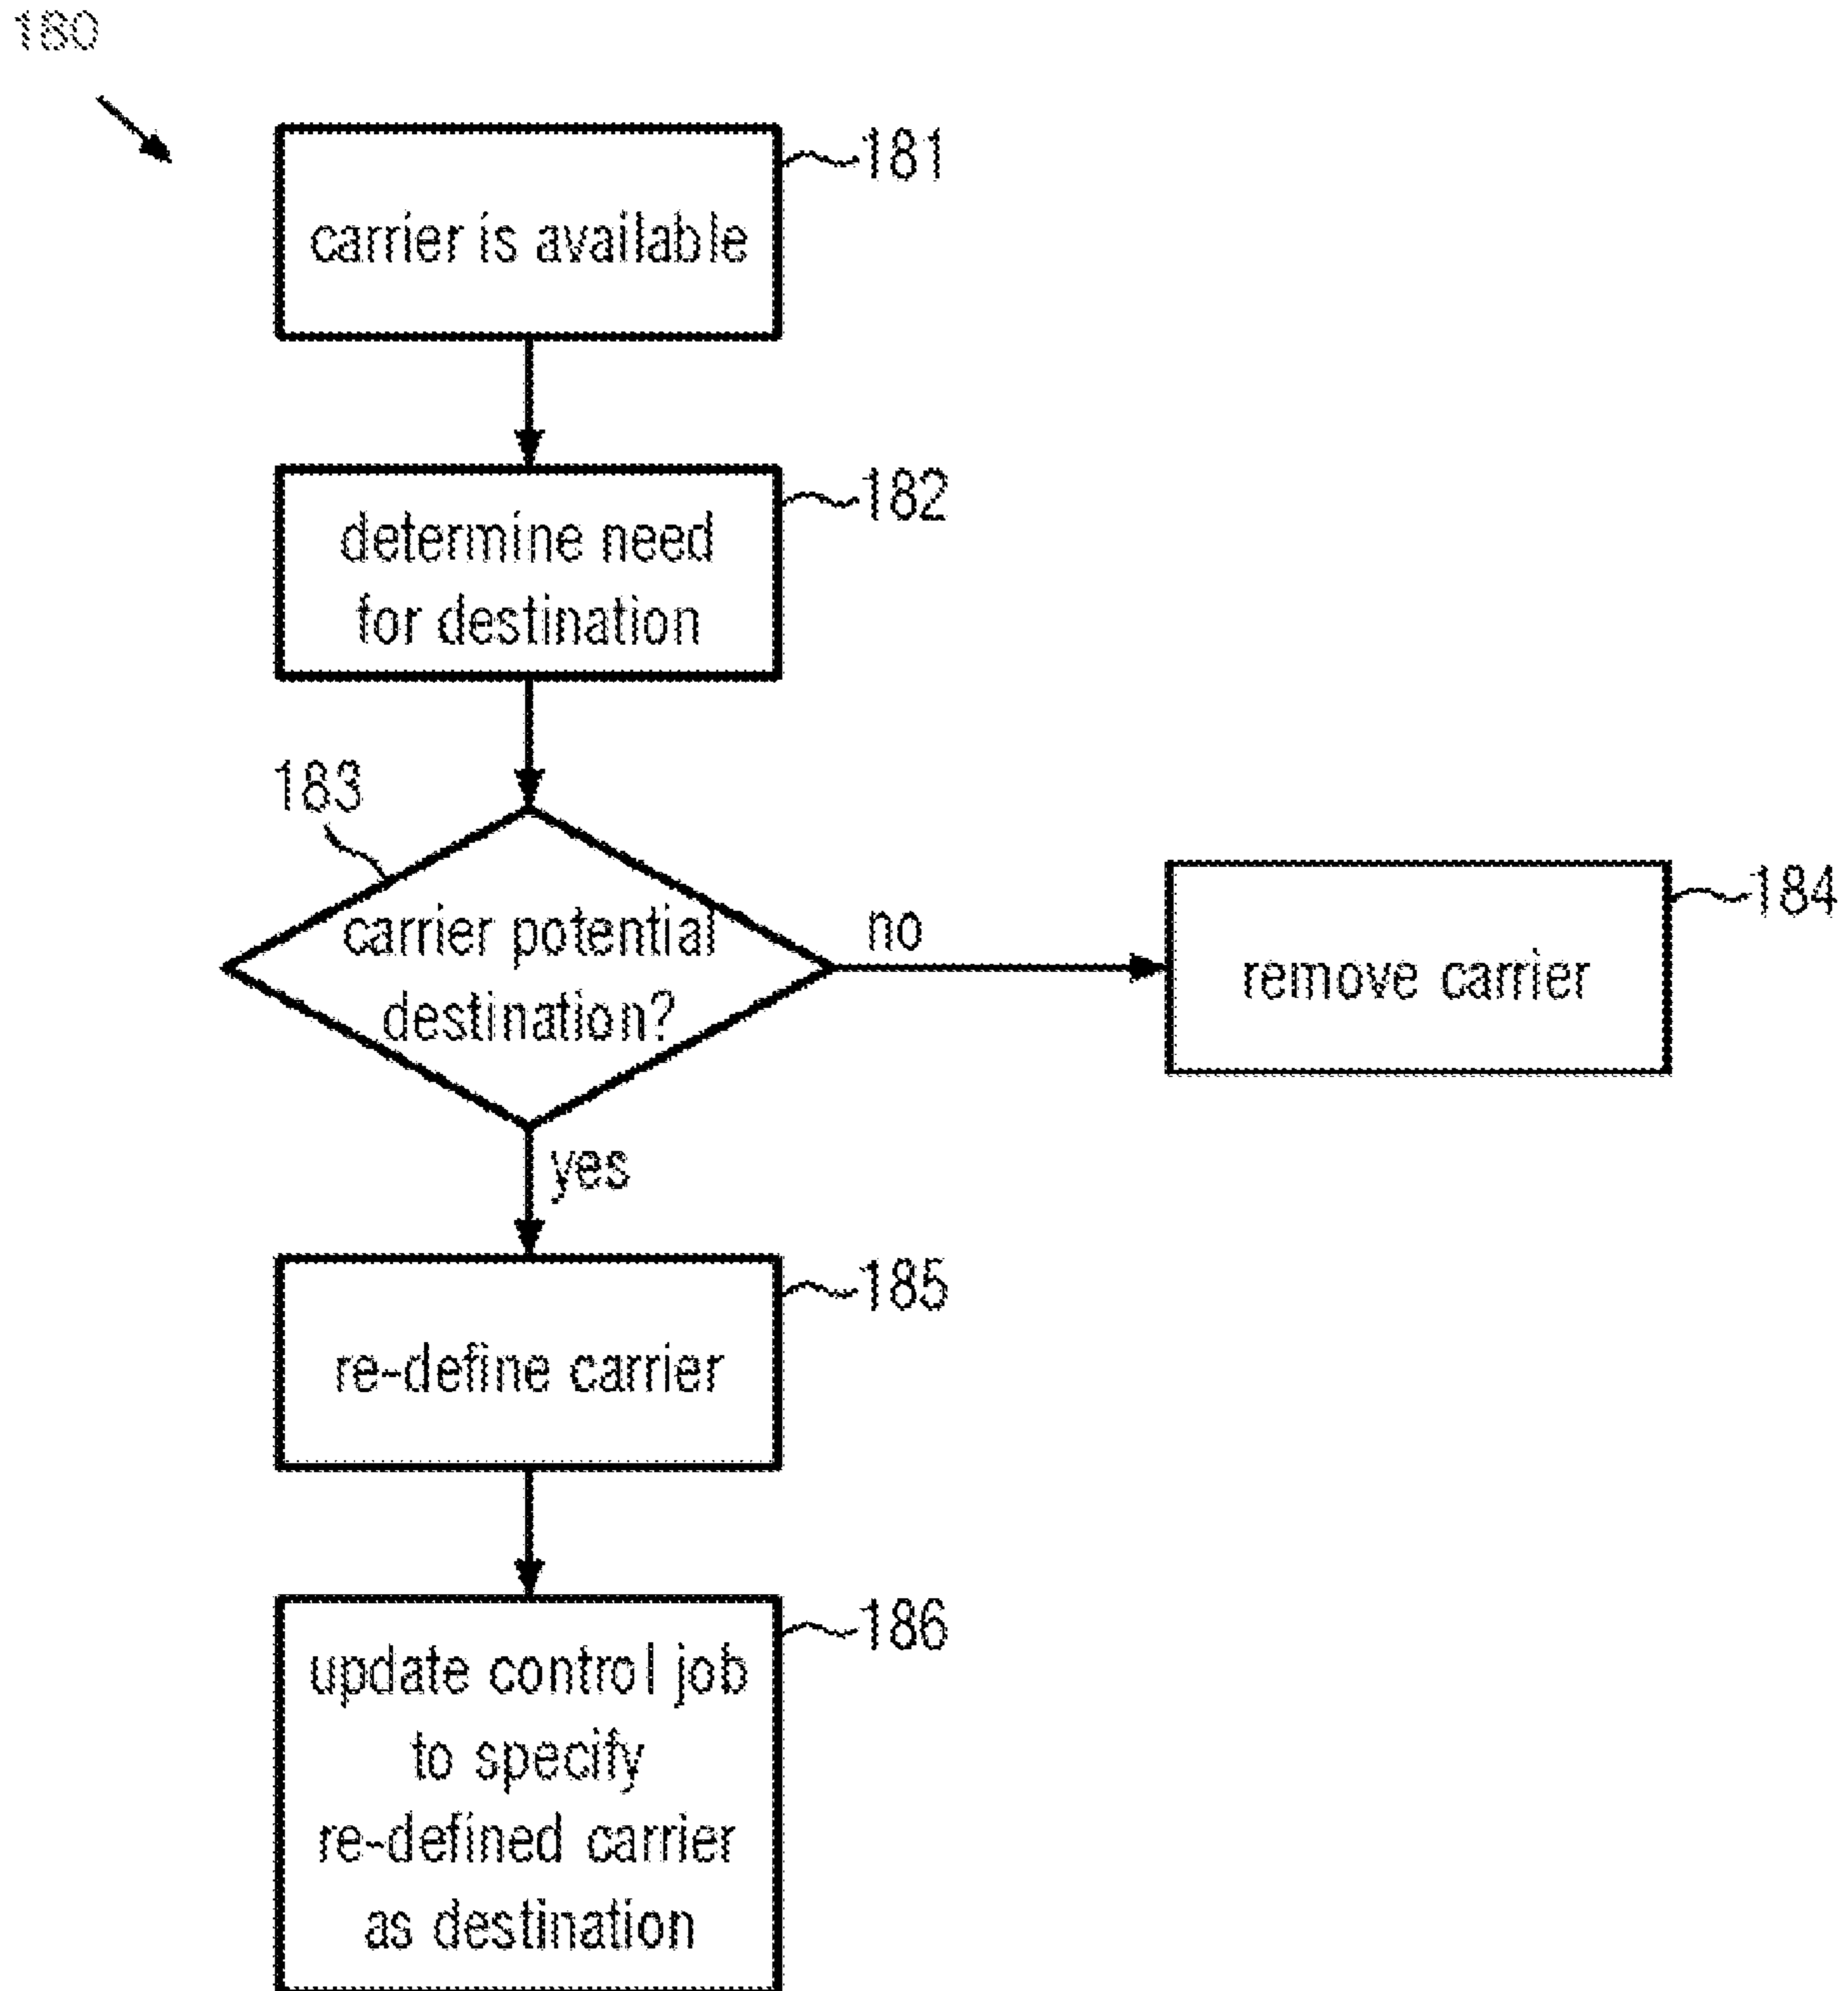 180
181
carrier is available
182
determine need
for destination
183
carrier potential
destination?
no
184
remove carrier
yes
185
re-define carrier
186
update control job
to specify
re-defined carrier
as destination